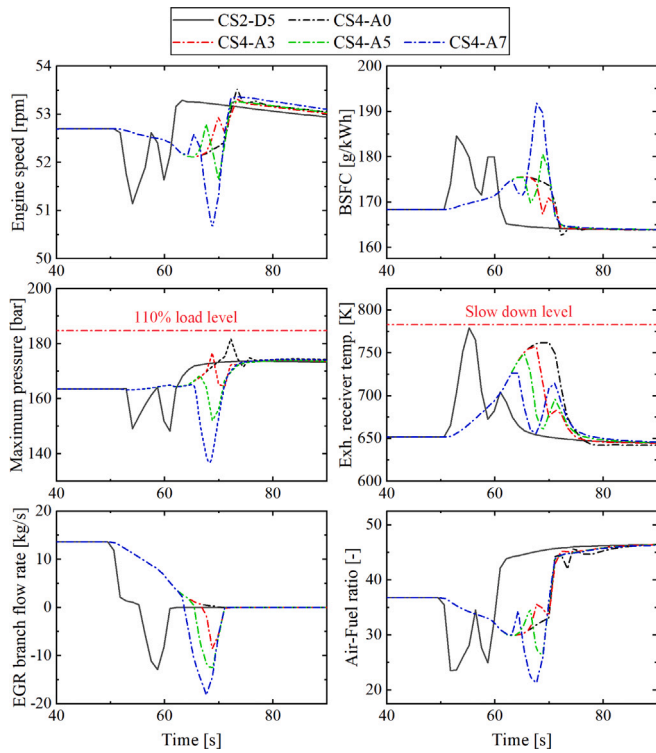 CS2-D5 CS4-A0
CS4-A3 CS4-A5 CS4-A7
Engine speed [rpm]
54
53
52
51
50
40 60 80
BSFC [g/kWh]
200
190
180
170
160
40 60 80
Maximum pressure [bar]
200
180
160
140
130
110% load level
40 60 80
Exh. receiver temp. [K]
800
750
700
650
600
Slow down level
40 60 80
EGR branch flow rate [kg/s]
20
10
0
-10
-20
40 60 80
Time [s]
Air-Fuel ratio [-]
50
40
30
20
40 60 80
Time [s]